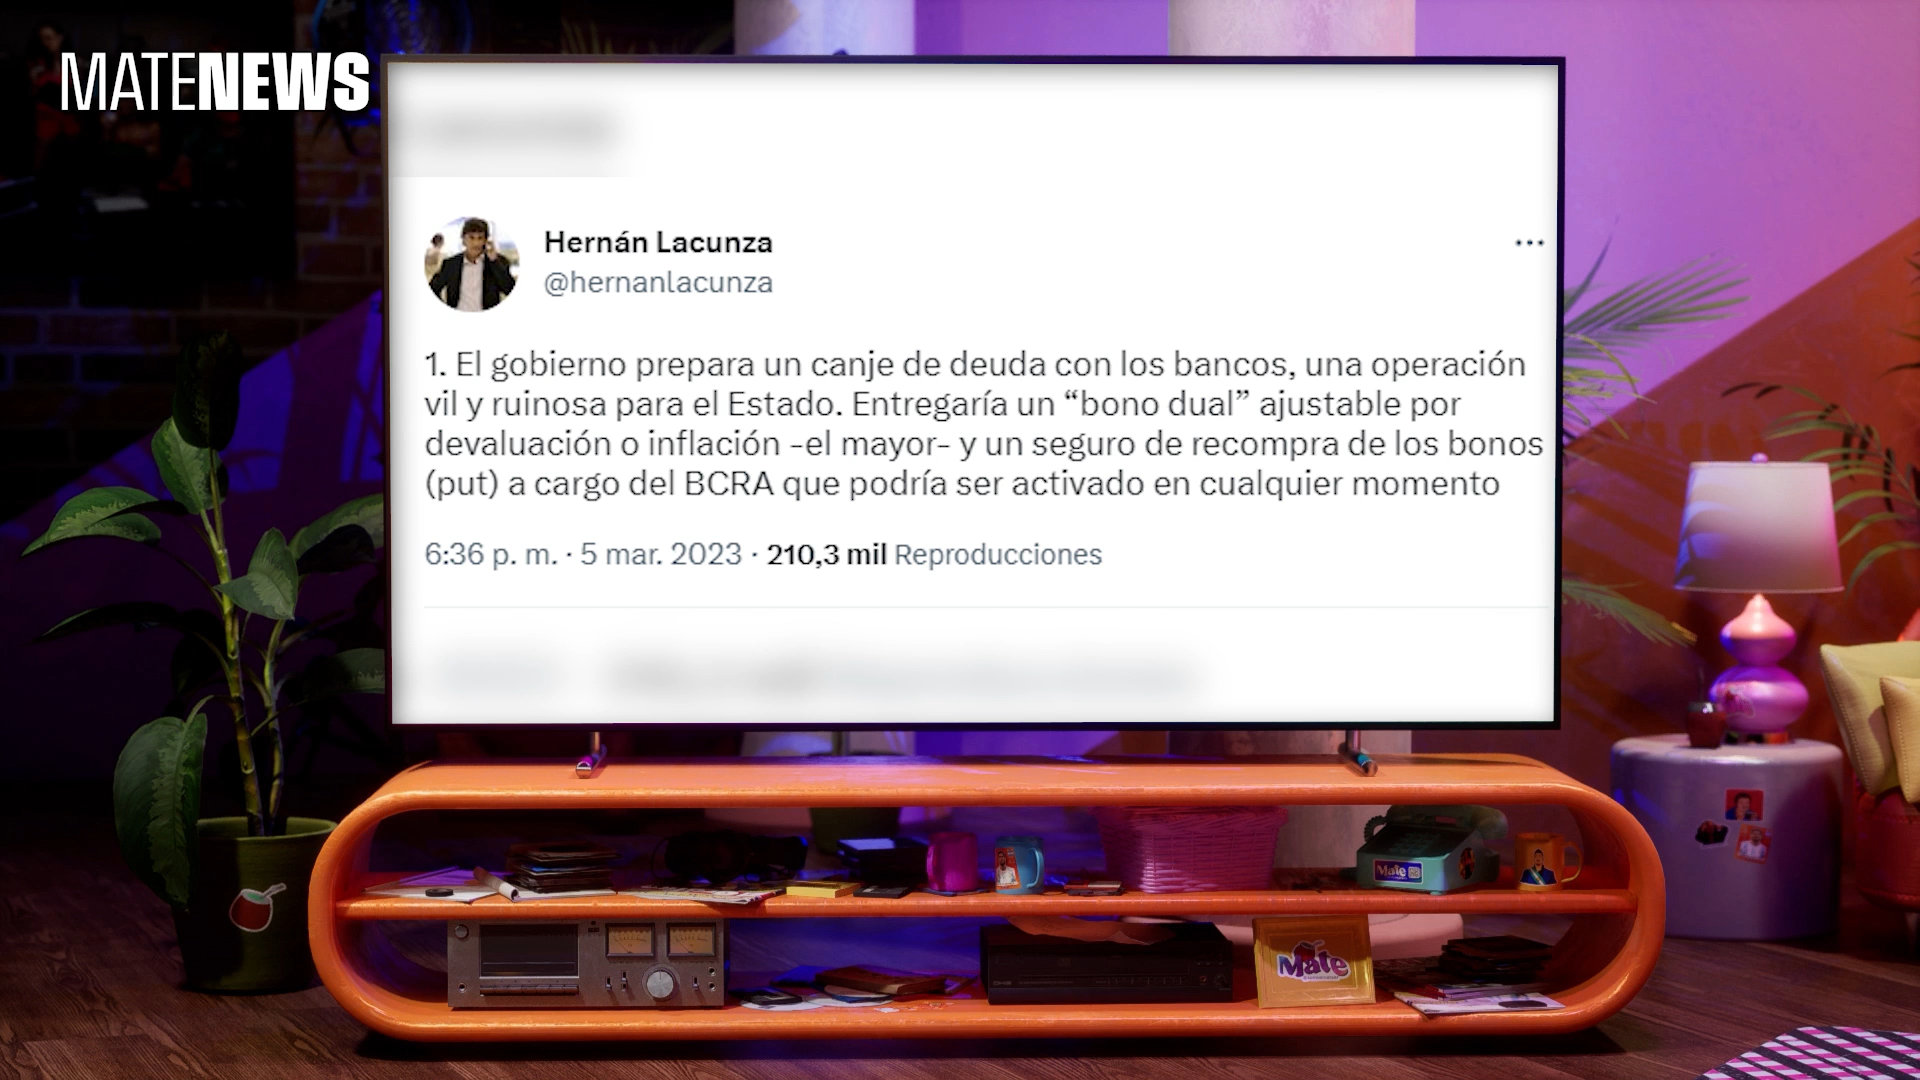 MATENEWS
Hernán Lacunza
@hernanlacunza
1. El gobierno prepara un canje de deuda con los bancos, una operación
vil y ruinosa para el Estado. Entregaría un “bono dual” ajustable por
devaluación o inflación -el mayor- y un seguro de recompra de los bonos
(put) a cargo del BCRA que podría ser activado en cualquier momento
6:36 p. m. · 5 mar. 2023 · 210,3 mil Reproducciones
Mate
Mate